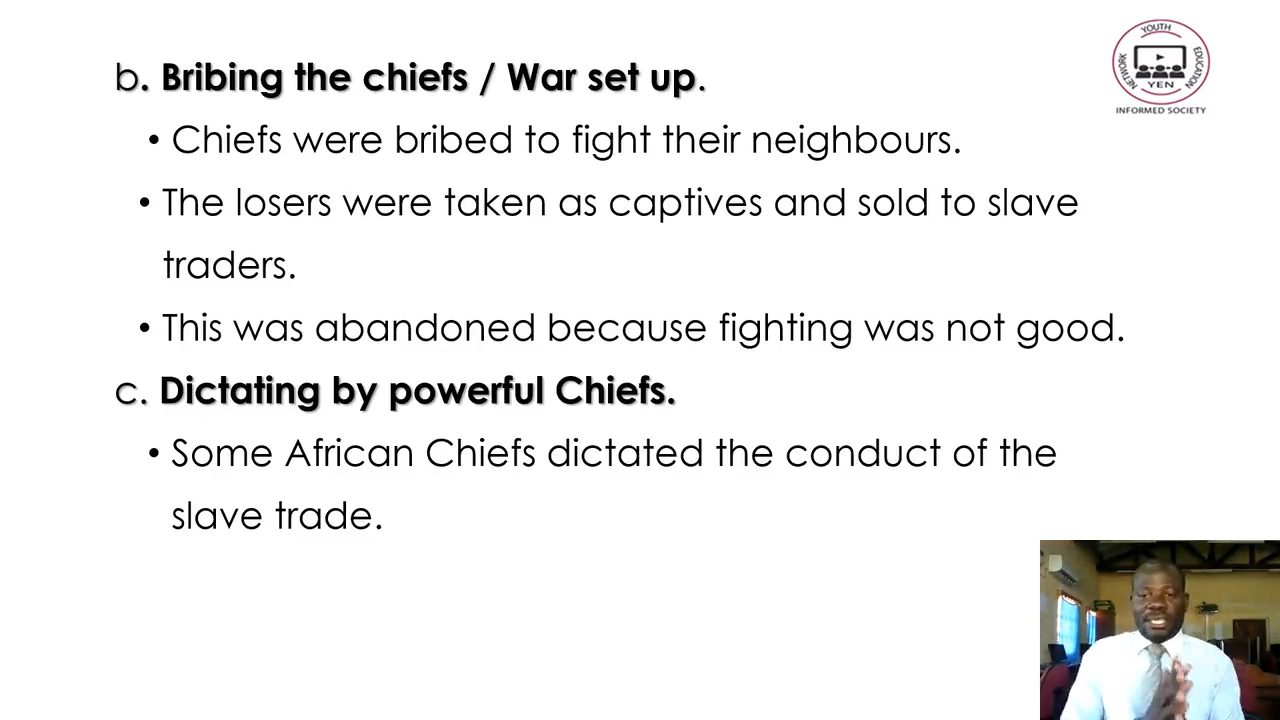 b. Bribing the chiefs / War set up.
• Chiefs were bribed to fight their neighbours.
• The losers were taken as captives and sold to slave
traders.
• This was abandoned because fighting was not good.
c. Dictating by powerful Chiefs.
• Some African Chiefs dictated the conduct of the
slave trade.
YOUTH
EDUCATION
NETWORK
YEN
INFORMED SOCIETY